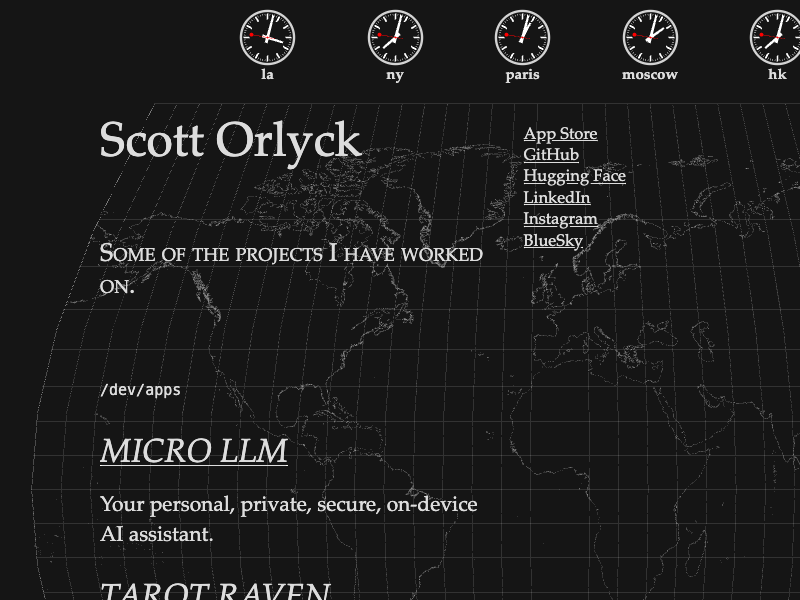 la
ny
paris
moscow
hk
Scott Orlyck
App Store
GitHub
Hugging Face
LinkedIn
Instagram
BlueSky
Some of the projects I have worked
on.
/dev/apps
MICRO LLM
Your personal, private, secure, on-device
AI assistant.
TAROT RAVEN